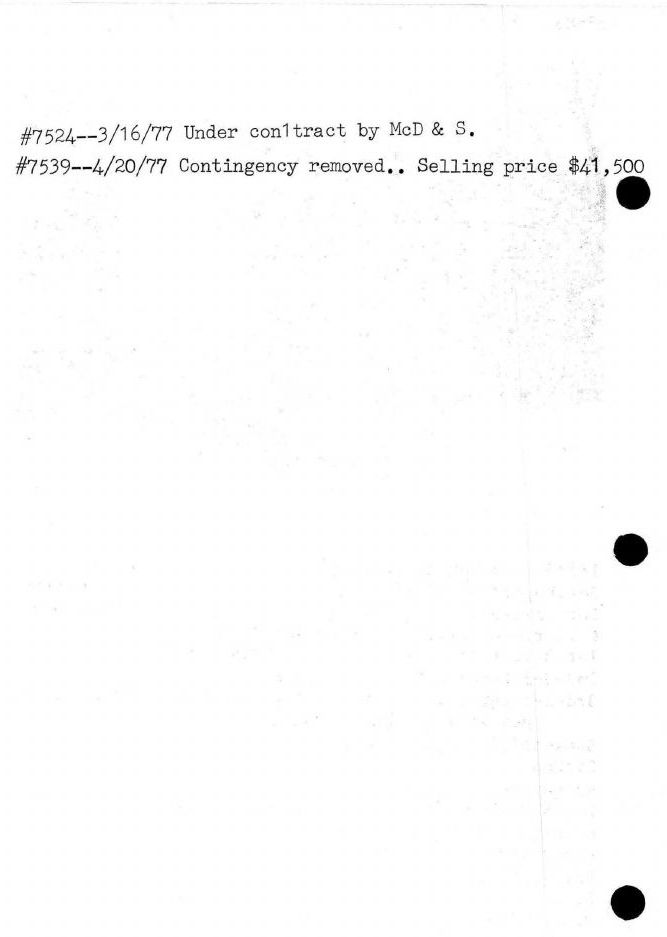 #7524--3/16/77 Under con1tract by McD & S.
#7539--4/20/77 Contingency removed.. Selling price $41,500